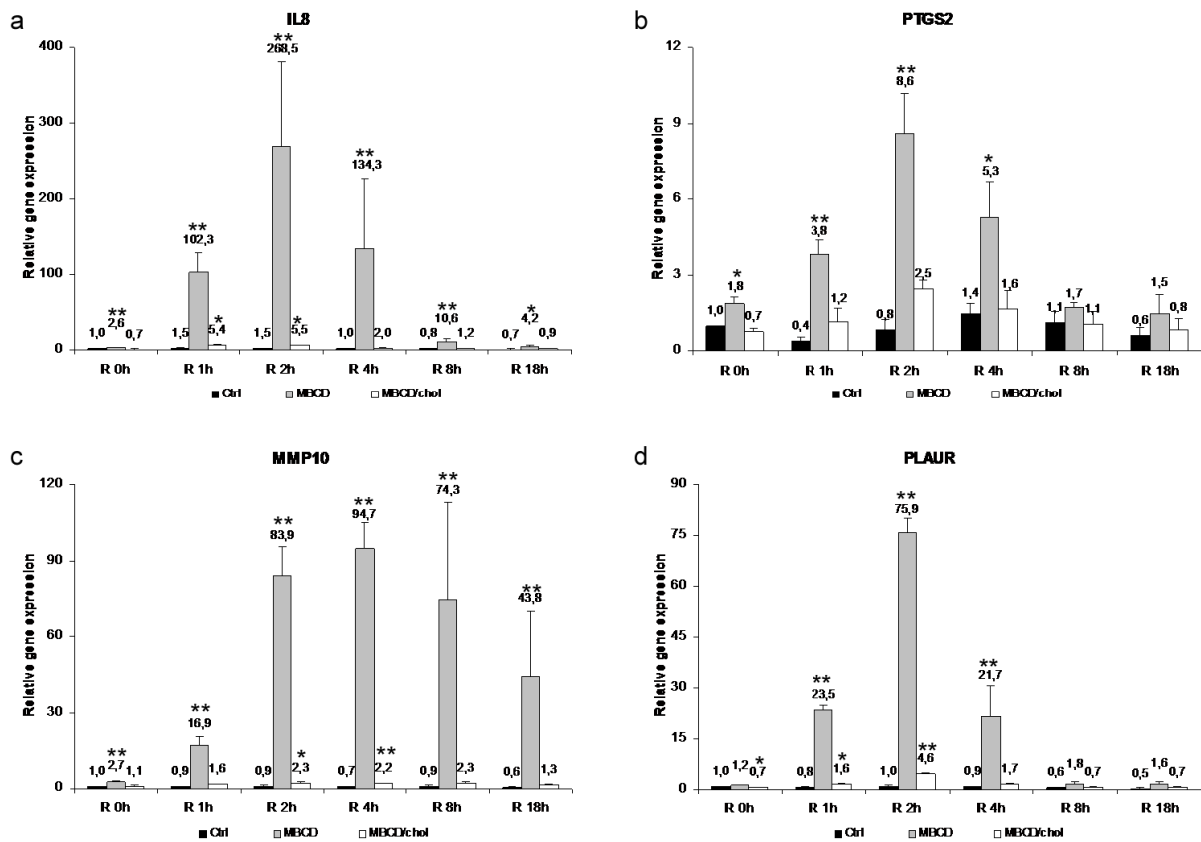 a
IL8
Relative gene expression
400
300
200
100
0
1,0 **2,6 0,7
1,5 **102,3 *5,4
1,5 **268,5 *5,5
1,0 **134,3 2,0
0,8 **10,6 1,2
0,7 *4,2 0,9
R 0h R 1h R 2h R 4h R 8h R 18h
Ctrl MBCD MBCD/chol
b
PTGS2
Relative gene expression
12
9
6
3
0
1,0 *1,8 0,7
0,4 **3,8 1,2
0,8 **8,6 2,5
1,4 *5,3 1,6
1,1 1,7 1,1
0,6 1,5 0,8
R 0h R 1h R 2h R 4h R 8h R 18h
Ctrl MBCD MBCD/chol
c
MMP10
Relative gene expression
120
90
60
30
0
1,0 **2,7 1,1
0,9 **16,9 1,6
0,9 **83,9 *2,3
0,7 **94,7 **2,2
0,9 **74,3 2,3
0,6 **43,8 1,3
R 0h R 1h R 2h R 4h R 8h R 18h
Ctrl MBCD MBCD/chol
d
PLAUR
Relative gene expression
90
75
60
45
30
15
0
1,0 1,2 *0,7
0,8 **23,5 *1,6
1,0 **75,9 **4,6
0,9 **21,7 1,7
0,6 1,8 0,7
0,5 1,6 0,7
R 0h R 1h R 2h R 4h R 8h R 18h
Ctrl MBCD MBCD/chol